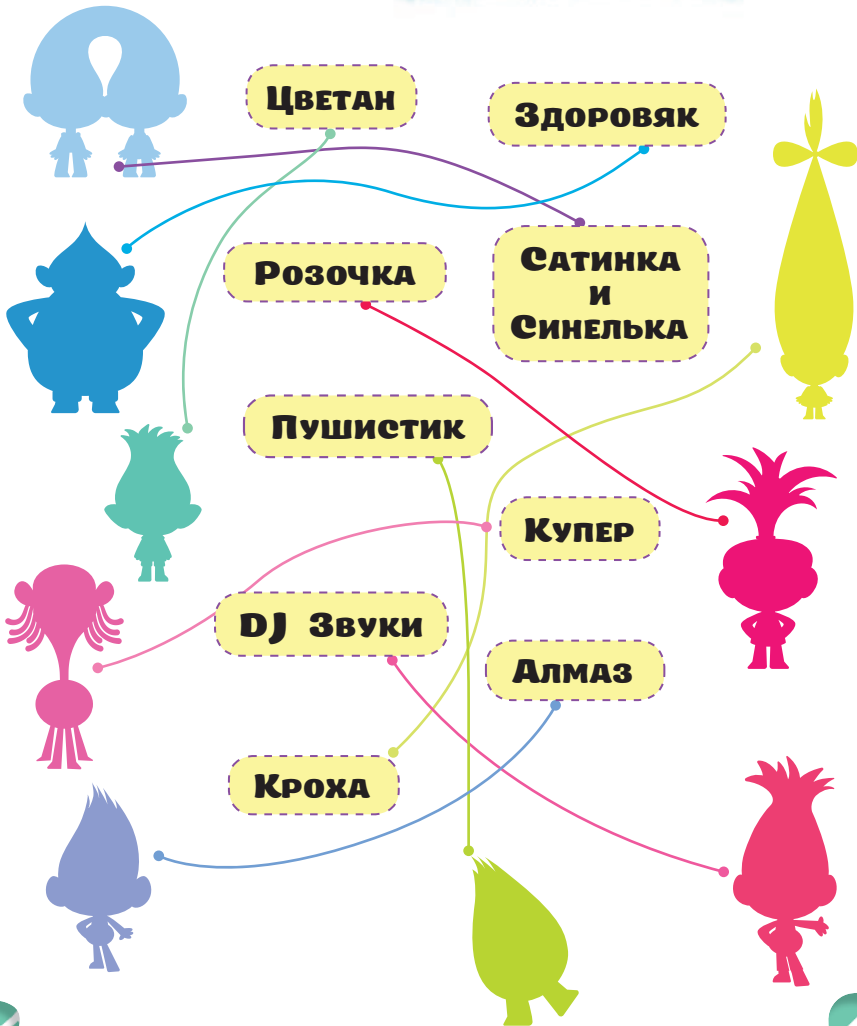 Цветан
Здоровяк
Розочка
Сатинка
и
Синелька
Пушистик
Купер
DJ Звуки
Алмаз
Кроха